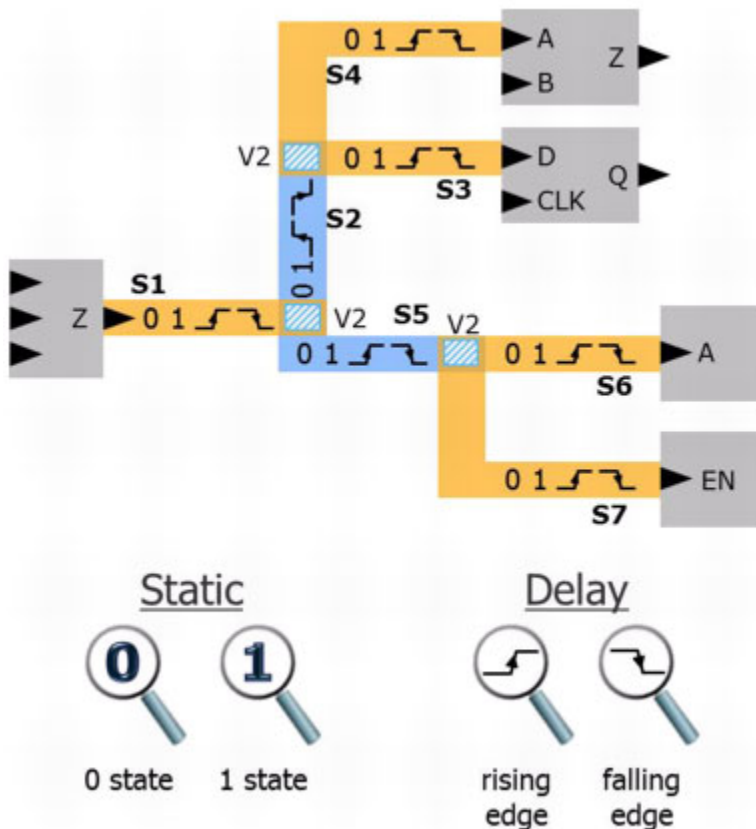 0 1 A
S4 B Z
V2 0 1 D
S3 Q
S2 CLK
0 1
S1
Z 0 1 V2 S5 V2
0 1 0 1 A
S6
0 1 EN
S7
Static Delay
0 1
0 state 1 state rising falling
edge edge